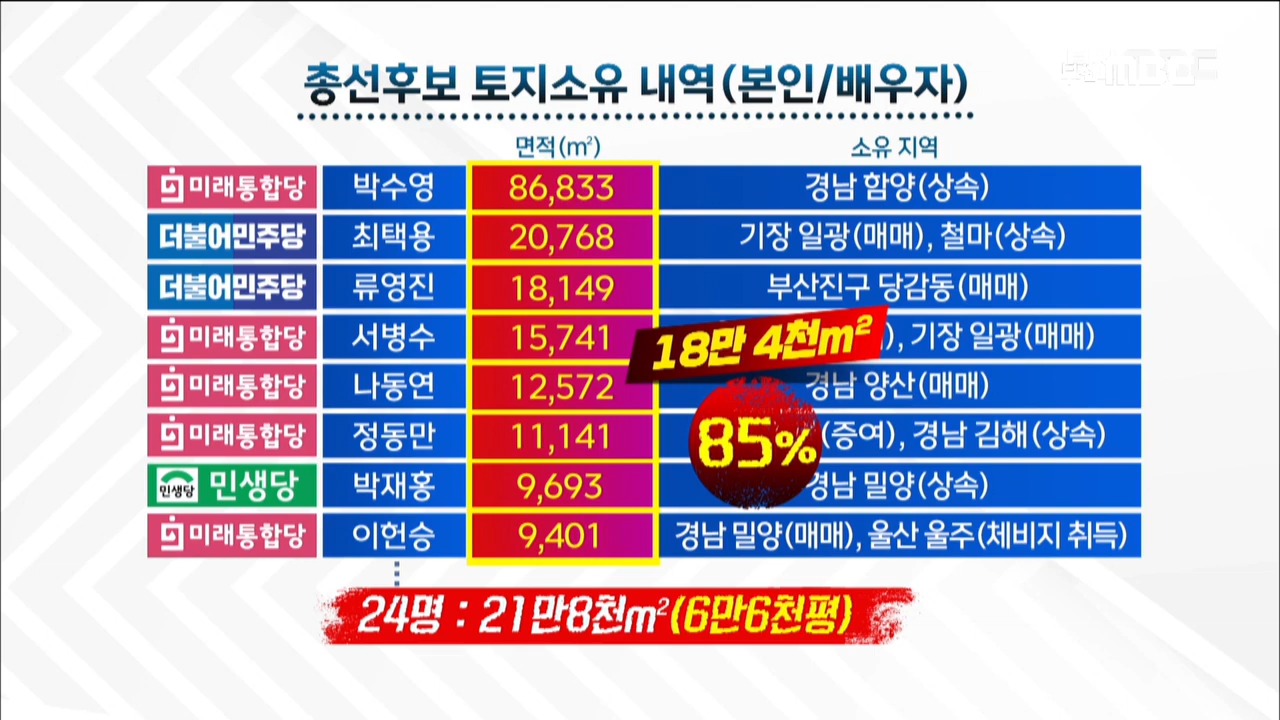 부산MBC
총선후보 토지소유 내역(본인/배우자)
면적(m²) 소유 지역
미래통합당 박수영 86,833 경남 함양(상속)
더불어민주당 최택용 20,768 기장 일광(매매), 철마(상속)
더불어민주당 류영진 18,149 부산진구 당감동(매매)
미래통합당 서병수 15,741 ), 기장 일광(매매)
18만 4천m²
미래통합당 나동연 12,572 경남 양산(매매)
미래통합당 정동만 11,141 (증여), 경남 김해(상속)
85%
민생당 민생당 박재홍 9,693 경남 밀양(상속)
미래통합당 이헌승 9,401 경남 밀양(매매), 울산 울주(체비지 취득)
24명 : 21만8천m²(6만6천평)